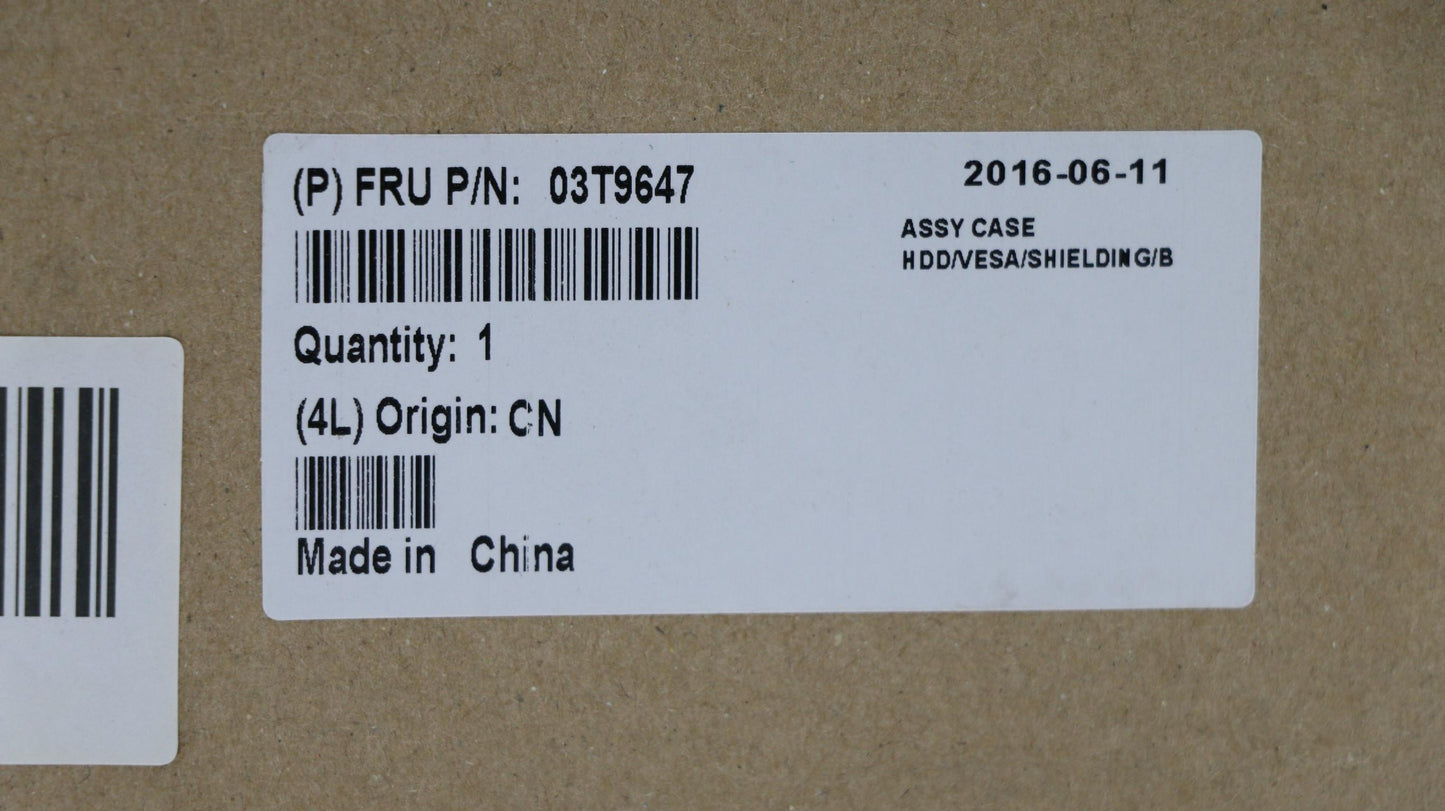 (P) FRU P/N: 03T9647
2016-06-11
ASSY CASE
HDD/VESA/SHIELDING/B
Quantity: 1
(4L) Origin: CN
Made in China